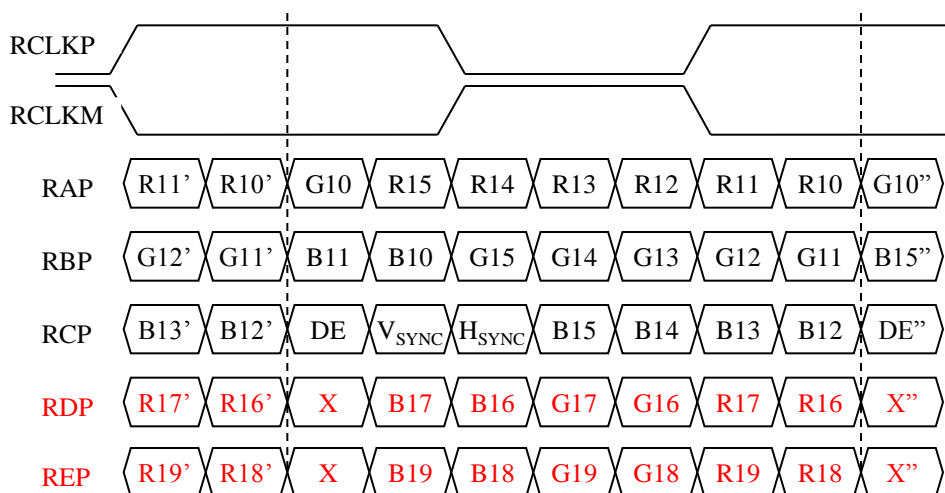 RCLKP
RCLKM
RAP R11’ R10’ G10 R15 R14 R13 R12 R11 R10 G10”
RBP G12’ G11’ B11 B10 G15 G14 G13 G12 G11 B15”
RCP B13’ B12’ DE VSYNC HSYNC B15 B14 B13 B12 DE”
RDP R17’ R16’ X B17 B16 G17 G16 R17 R16 X”
REP R19’ R18’ X B19 B18 G19 G18 R19 R18 X”